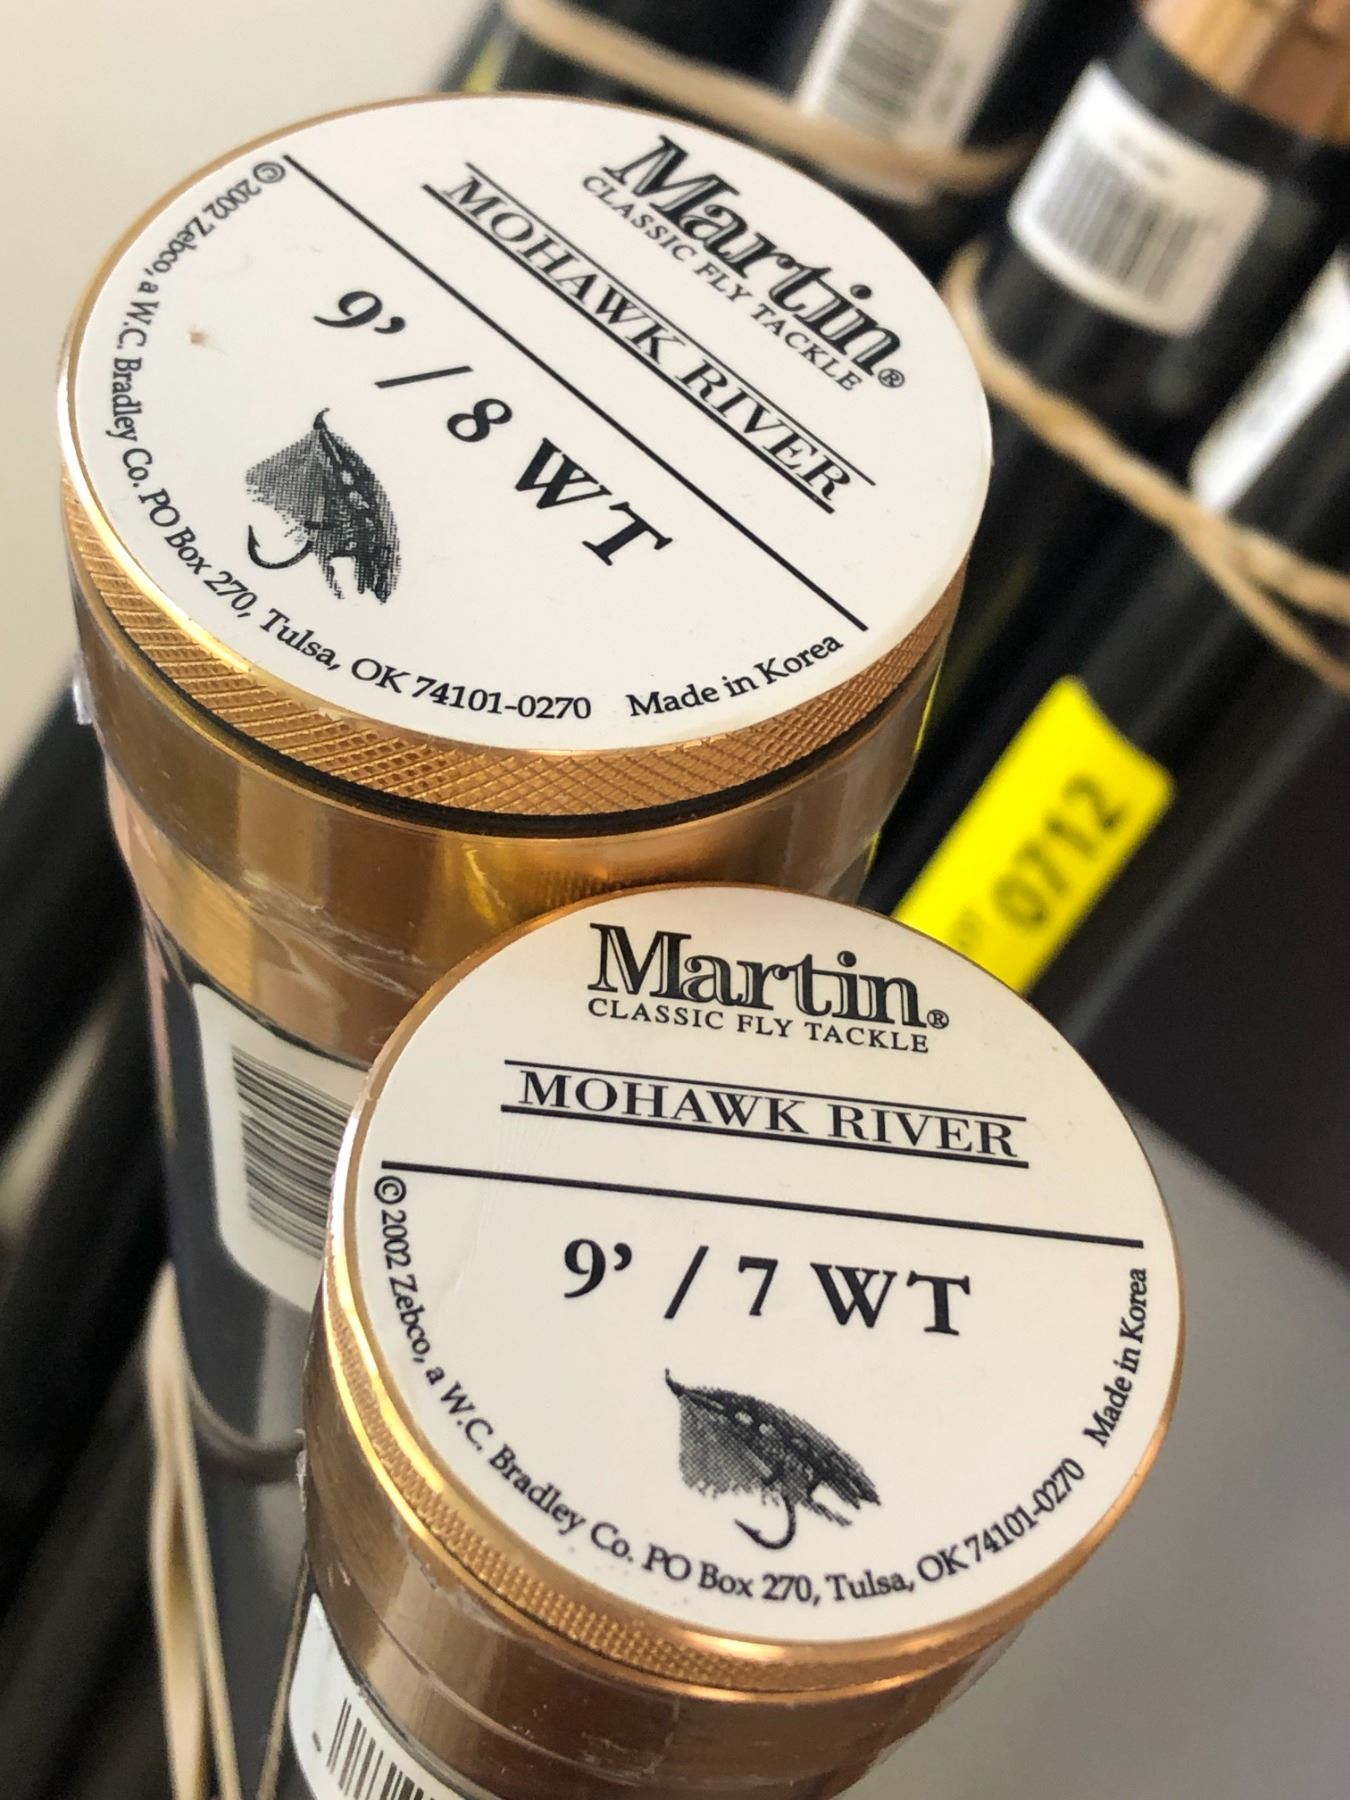 Martin®
CLASSIC FLY TACKLE
MOHAWK RIVER
9’ / 8 WT
© 2002 Zebco, a W.C. Bradley Co. PO Box 270, Tulsa, OK 74101-0270 Made in Korea
0712
Martin®
CLASSIC FLY TACKLE
MOHAWK RIVER
9’ / 7 WT
© 2002 Zebco, a W.C. Bradley Co. PO Box 270, Tulsa, OK 74101-0270 Made in Korea